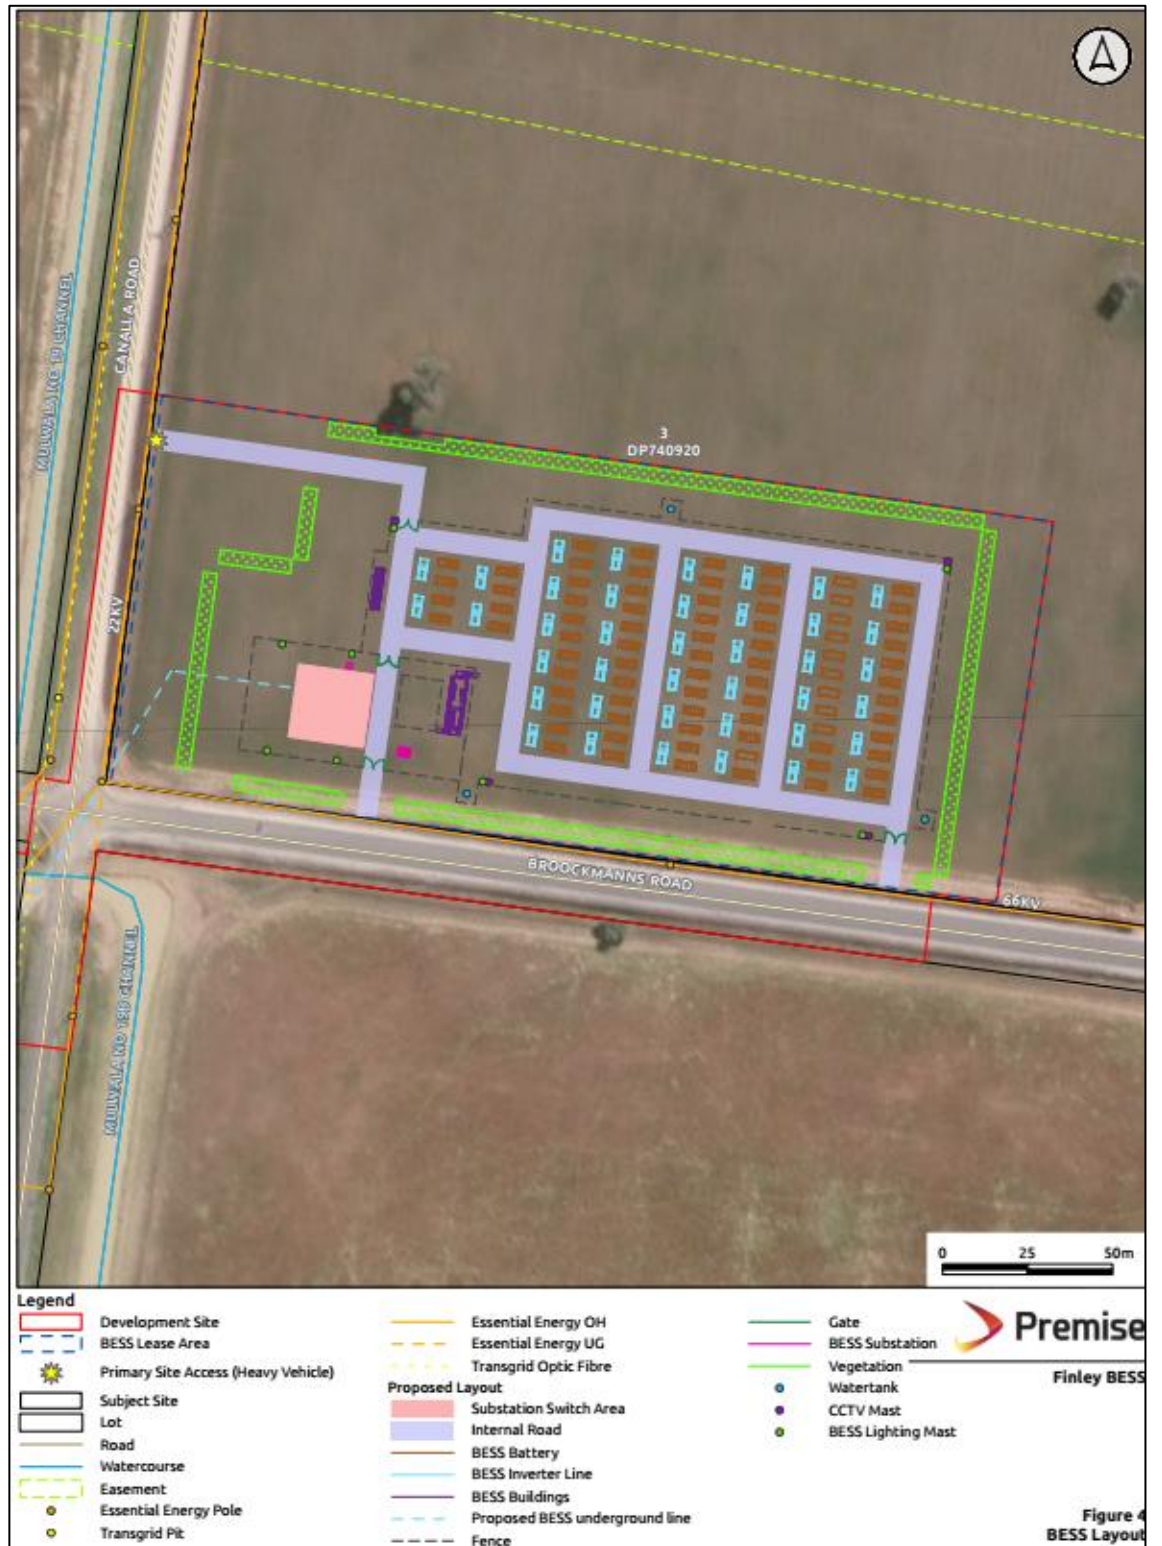 CANALLA ROAD
MULWALA NO 19 CHANNEL
3
DP740920
22KV
BROOCKMANNS ROAD
66KV
MULWALA NO 19D CHANNEL
0 25 50m
Legend
Development Site
BESS Lease Area
Primary Site Access (Heavy Vehicle)
Subject Site
Lot
Road
Watercourse
Easement
Essential Energy Pole
Transgrid Pit
Essential Energy OH
Essential Energy UG
Transgrid Optic Fibre
Proposed Layout
Substation Switch Area
Internal Road
BESS Battery
BESS Inverter Line
BESS Buildings
Proposed BESS underground line
Fence
Gate
BESS Substation
Vegetation
Watertank
CCTV Mast
BESS Lighting Mast
Premise
Finley BESS
Figure 4
BESS Layout